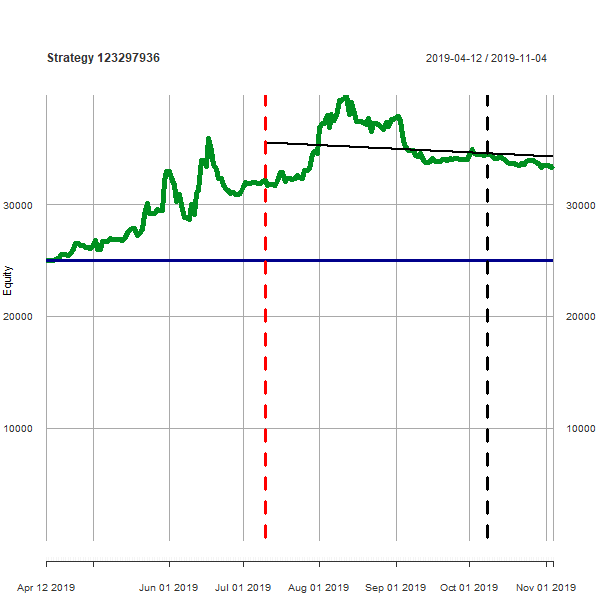 Strategy 123297936
2019-04-12 / 2019-11-04
30000
30000
Equity
20000
20000
10000
10000
Apr 12 2019
Jun 01 2019
Jul 01 2019
Aug 01 2019
Sep 01 2019
Oct 01 2019
Nov 01 2019